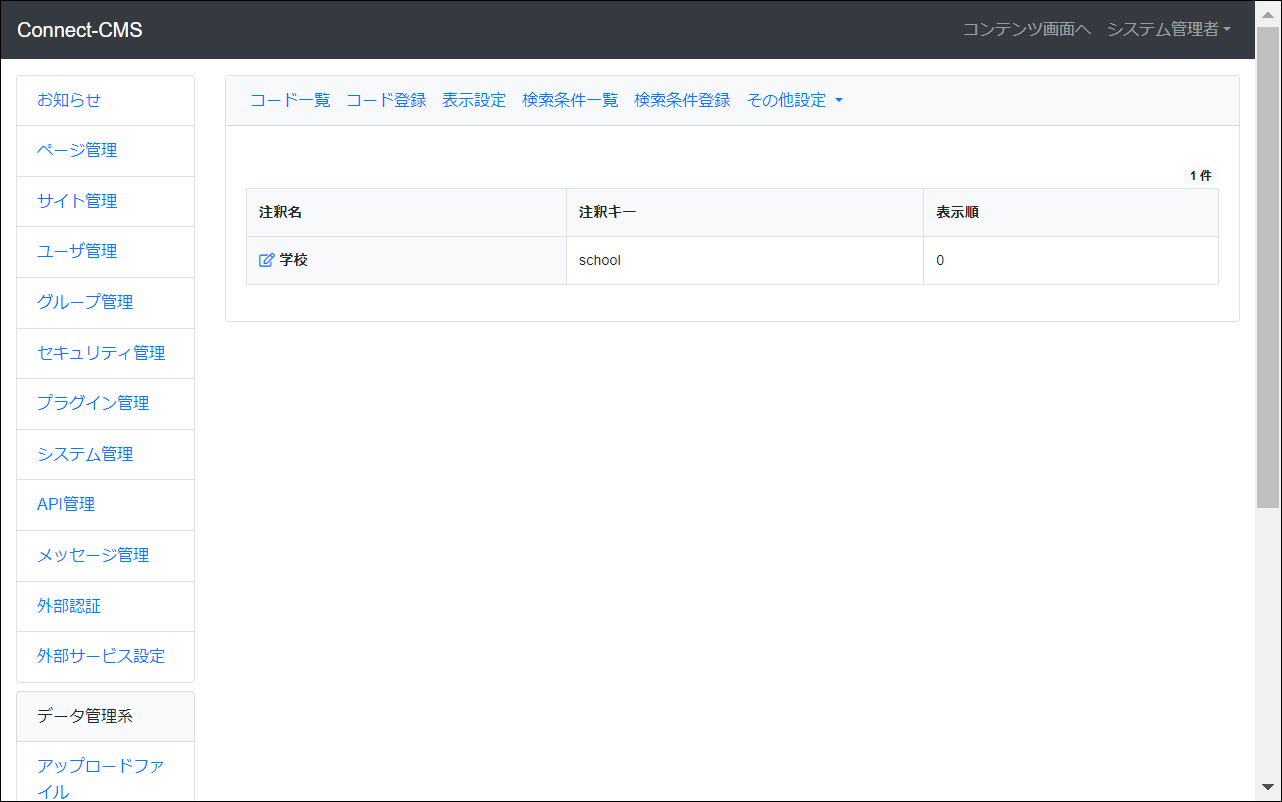 Connect-CMS コンテンツ画面へ システム管理者
お知らせ
ページ管理
サイト管理
ユーザ管理
グループ管理
セキュリティ管理
プラグイン管理
システム管理
API管理
メッセージ管理
外部認証
外部サービス設定
データ管理系
アップロードファ
イル
コード一覧 コード登録 表示設定 検索条件一覧 検索条件登録 その他設定
1 件
注釈名 注釈キー 表示順
学校 school 0